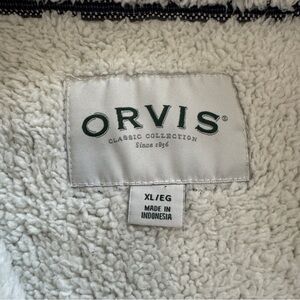 ORVIS®
CLASSIC COLLECTION
Since 1856
XL/EG
MADE IN
INDONESIA